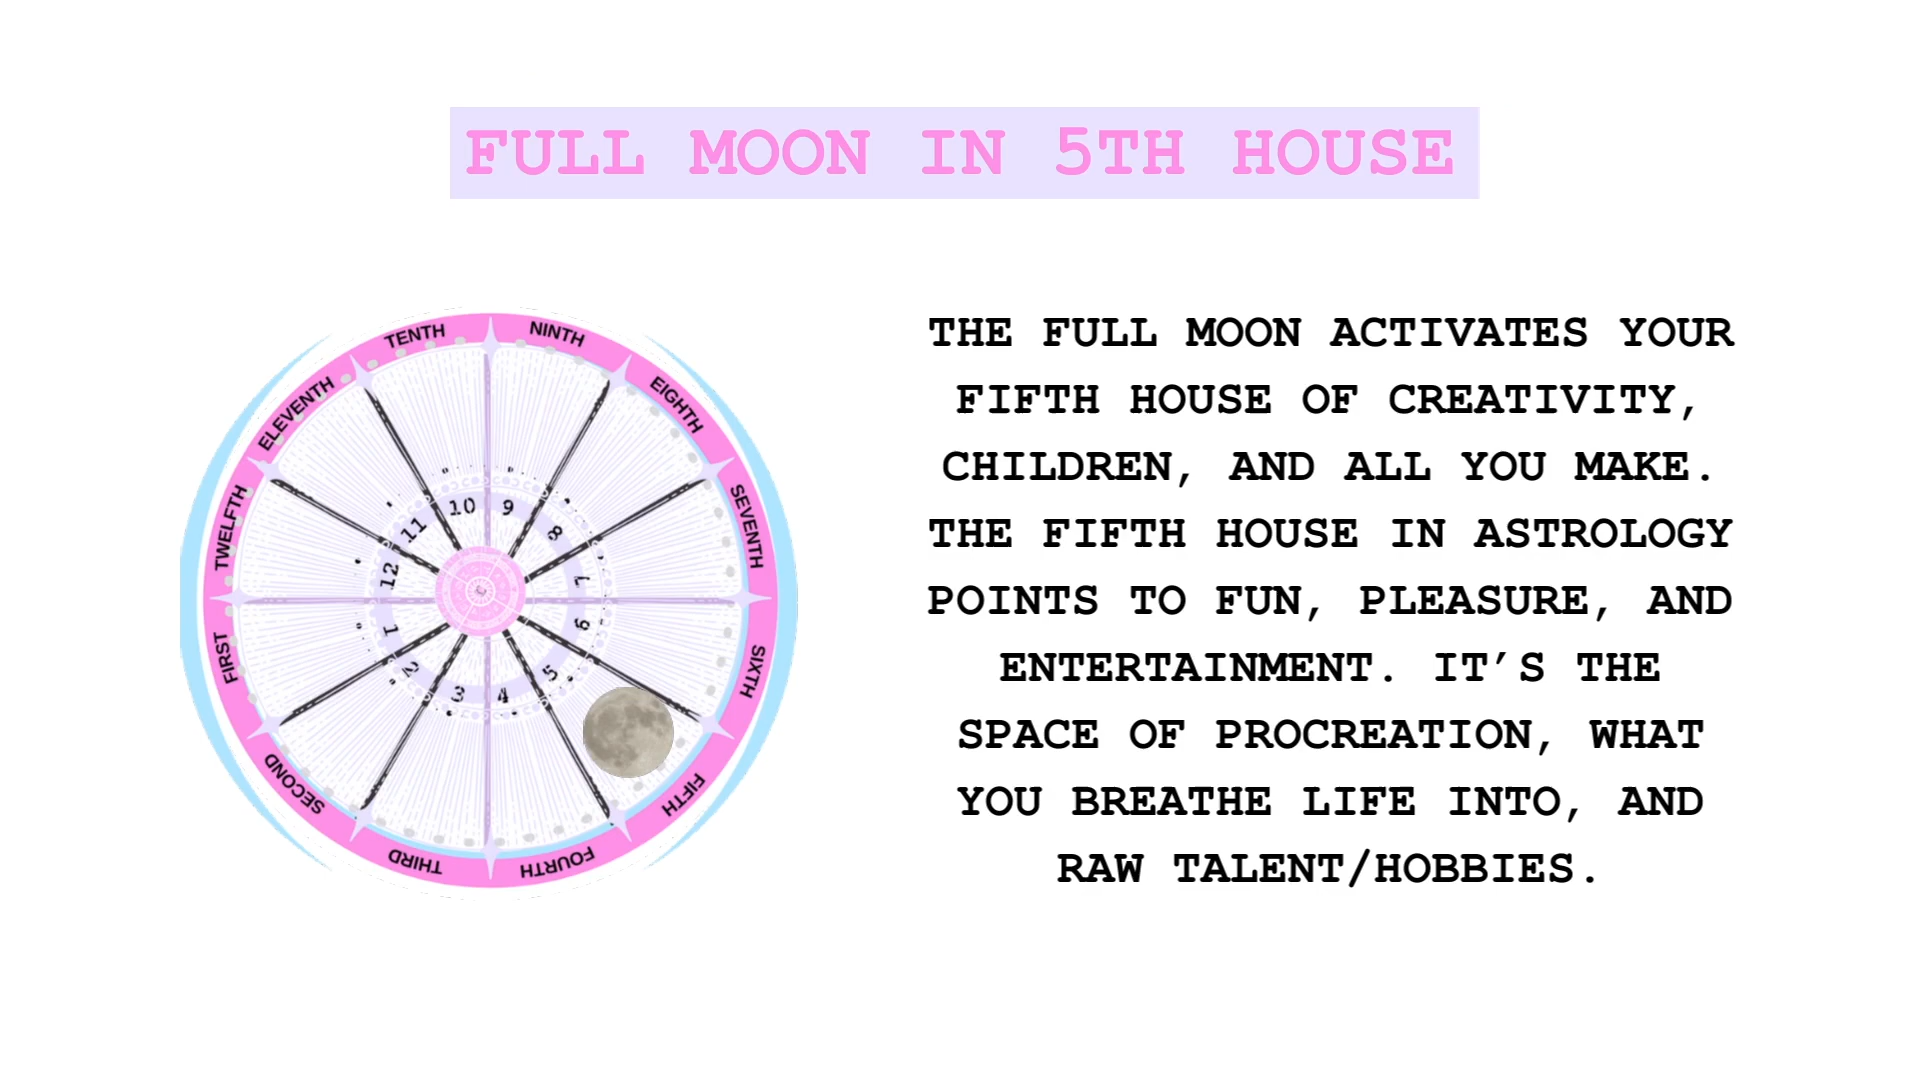 FULL MOON IN 5TH HOUSE
THE FULL MOON ACTIVATES YOUR
FIFTH HOUSE OF CREATIVITY,
CHILDREN, AND ALL YOU MAKE.
THE FIFTH HOUSE IN ASTROLOGY
POINTS TO FUN, PLEASURE, AND
ENTERTAINMENT. IT’S THE
SPACE OF PROCREATION, WHAT
YOU BREATHE LIFE INTO, AND
RAW TALENT/HOBBIES.
FIRST
SECOND
THIRD
FOURTH
FIFTH
SIXTH
SEVENTH
EIGHTH
NINTH
TENTH
ELEVENTH
TWELFTH
1
2
3
4
5
6
7
8
9
10
11
12